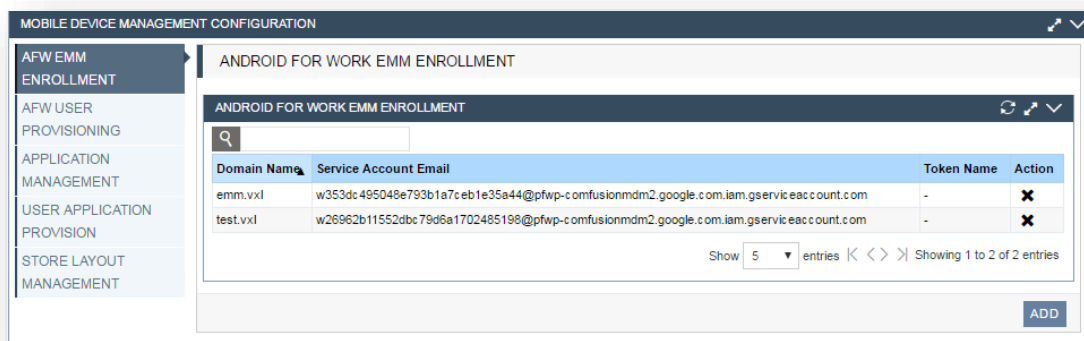 MOBILE DEVICE MANAGEMENT CONFIGURATION
AFW EMM
ENROLLMENT
AFW USER
PROVISIONING
APPLICATION
MANAGEMENT
USER APPLICATION
PROVISION
STORE LAYOUT
MANAGEMENT
ANDROID FOR WORK EMM ENROLLMENT
ANDROID FOR WORK EMM ENROLLMENT
Domain Name Service Account Email Token Name Action
emm.vxl w353dc495048e793b1a7ceb1e35a44@pfwp-comfusionmdm2.google.com.iam.gserviceaccount.com -
test.vxl w26962b11552dbc79d6a1702485198@pfwp-comfusionmdm2.google.com.iam.gserviceaccount.com -
Show 5 entries Showing 1 to 2 of 2 entries
ADD